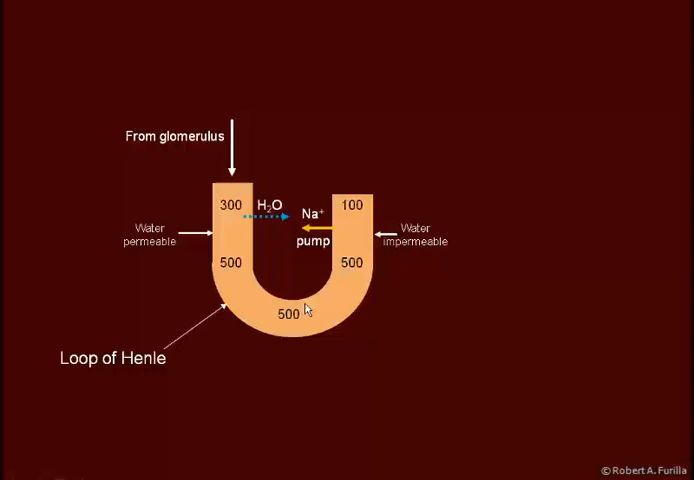 From glomerulus
300
H₂O
Na⁺
100
Water
permeable
pump
Water
impermeable
500
500
500
Loop of Henle
© Robert A. Furilla